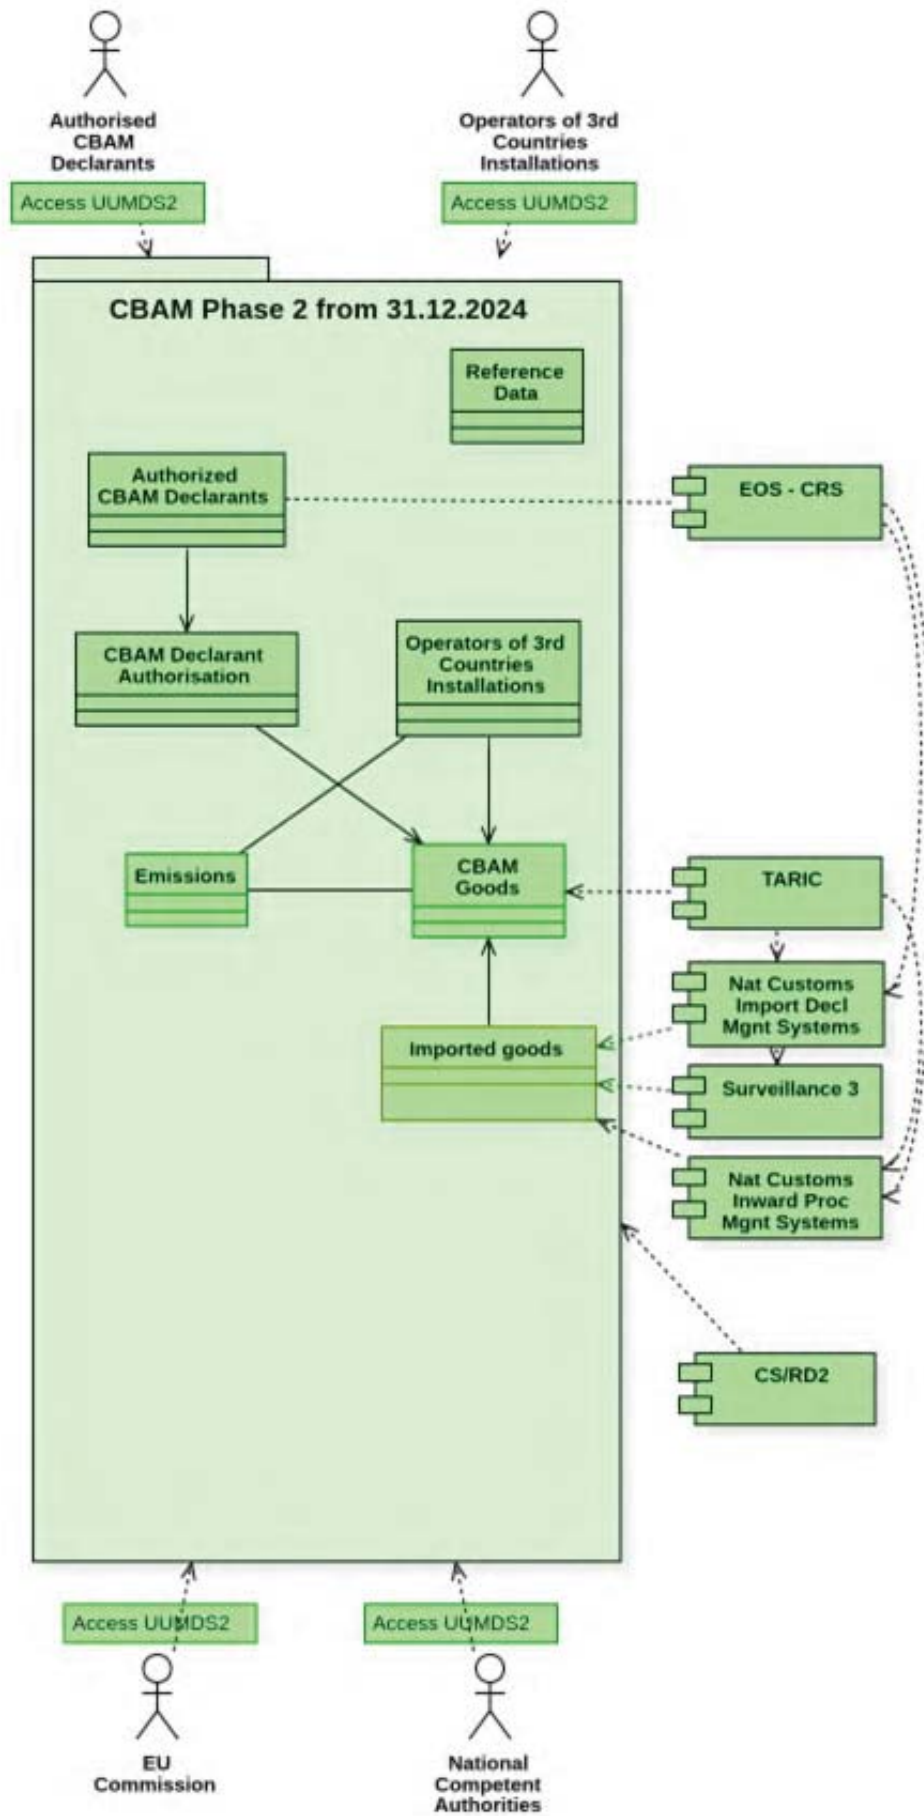 Authorised
CBAM
Declarants
Operators of 3rd
Countries
Installations
Access UUMDS2
Access UUMDS2
CBAM Phase 2 from 31.12.2024
Reference
Data
Authorized
CBAM Declarants
EOS - CRS
CBAM Declarant
Authorisation
Operators of 3rd
Countries
Installations
Emissions
CBAM
Goods
TARIC
Nat Customs
Import Decl
Mgnt Systems
Imported goods
Surveillance 3
Nat Customs
Inward Proc
Mgnt Systems
CS/RD2
Access UUMDS2
Access UUMDS2
EU
Commission
National
Competent
Authorities